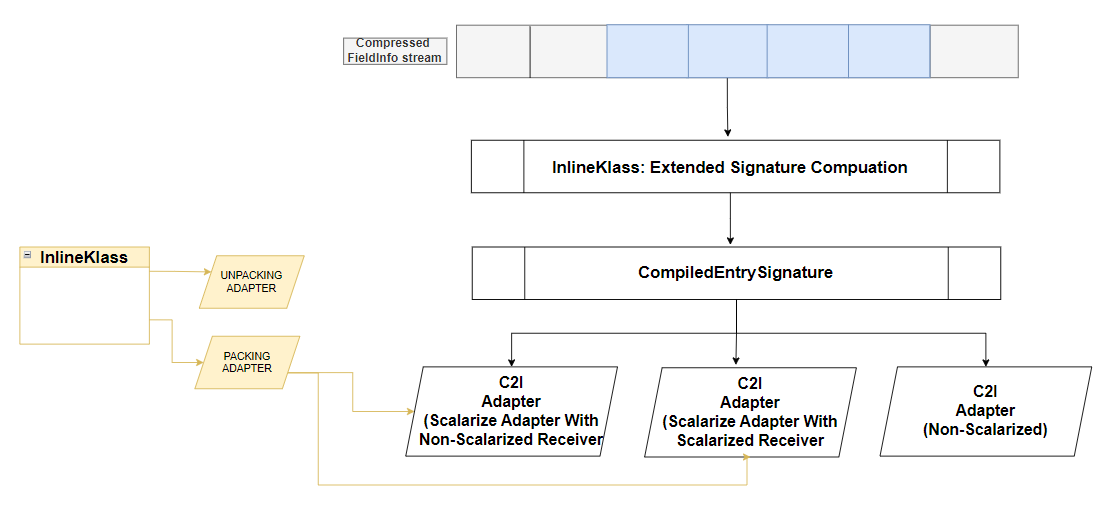 Compressed
FieldInfo stream
InlineKlass: Extended Signature Compuation
InlineKlass
CompiledEntrySignature
UNPACKING
ADAPTER
PACKING
ADAPTER
C2I
Adapter
(Scalarize Adapter With
Non-Scalarized Receiver
C2I
Adapter
(Scalarize Adapter With
Scalarized Receiver
C2I
Adapter
(Non-Scalarized)